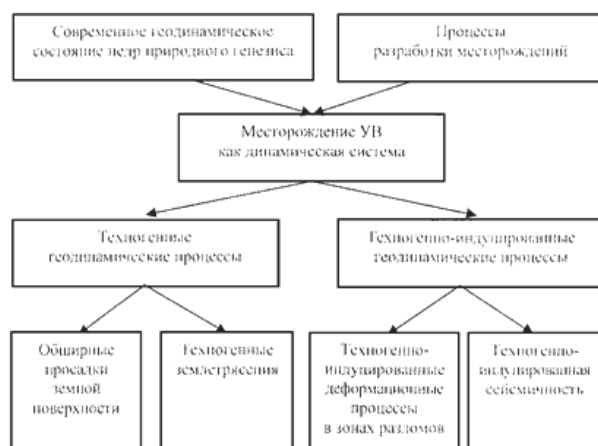 Современное геодинамическое
состояние недр природного генезиса
Процессы
разработки месторождений
Месторождение УВ
как динамическая система
Техногенные
геодинамические процессы
Техногенно-индуцированные
геодинамические процессы
Обширные
просадки
земной
поверхности
Техногенные
землетрясения
Техногенно-
индуцированные
деформационные
процессы
в зонах разломов
Техногенно-
индуцированная
сейсмичность